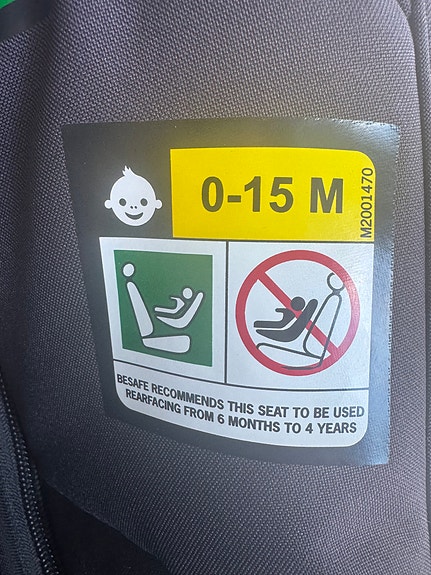 0-15 M
M2001470
BESAFE RECOMMENDS THIS SEAT TO BE USED
REARFACING FROM 6 MONTHS TO 4 YEARS